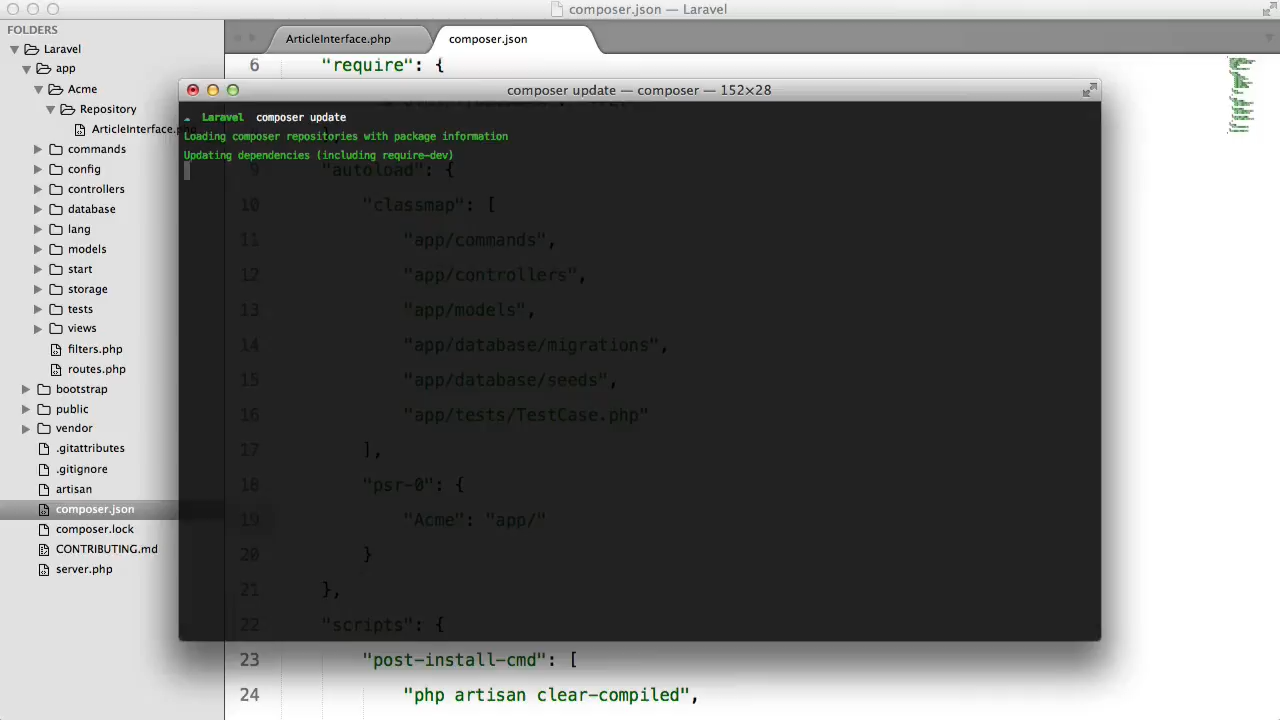 composer.json — Laravel
FOLDERS
Laravel
app
Acme
Repository
ArticleInterface.php
commands
config
controllers
database
lang
models
start
storage
tests
views
filters.php
routes.php
bootstrap
public
vendor
.gitattributes
.gitignore
artisan
composer.json
composer.lock
CONTRIBUTING.md
server.php
ArticleInterface.php
composer.json
6 "require": {
composer update — composer — 152×28
Laravel composer update
Loading composer repositories with package information
Updating dependencies (including require-dev)
9 "autoload": {
10 "classmap": [
11 "app/commands",
12 "app/controllers",
13 "app/models",
14 "app/database/migrations",
15 "app/database/seeds",
16 "app/tests/TestCase.php"
17 ],
18 "psr-0": {
19 "Acme": "app/"
20 }
21 },
22 "scripts": {
23 "post-install-cmd": [
24 "php artisan clear-compiled",